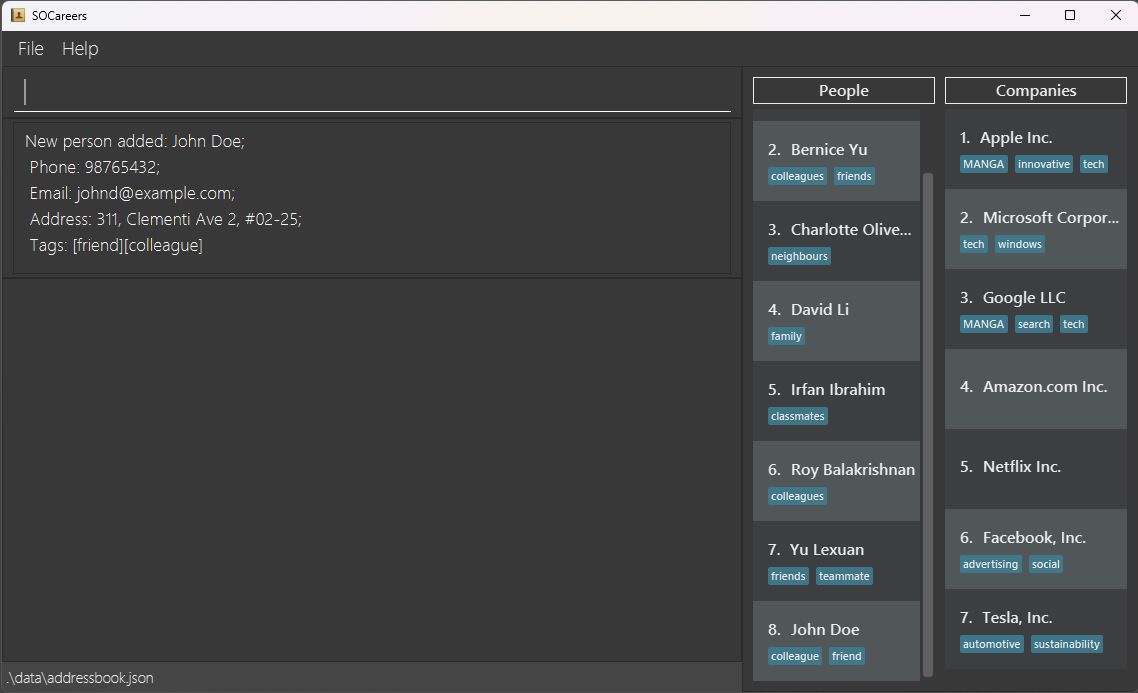 SOCareers
File Help
New person added: John Doe;
Phone: 98765432;
Email: johnd@example.com;
Address: 311, Clementi Ave 2, #02-25;
Tags: [friend][colleague]
.\data\addressbook.json
People
2. Bernice Yu
colleagues friends
3. Charlotte Olive...
neighbours
4. David Li
family
5. Irfan Ibrahim
classmates
6. Roy Balakrishnan
colleagues
7. Yu Lexuan
friends teammate
8. John Doe
colleague friend
Companies
1. Apple Inc.
MANGA innovative tech
2. Microsoft Corpor...
tech windows
3. Google LLC
MANGA search tech
4. Amazon.com Inc.
5. Netflix Inc.
6. Facebook, Inc.
advertising social
7. Tesla, Inc.
automotive sustainability